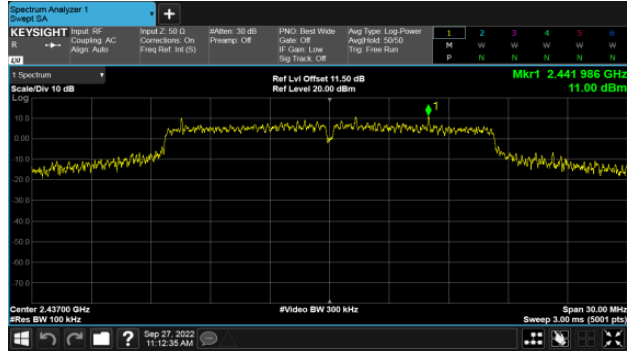 Spectrum Analyzer 1
Swept SA
+
KEYSIGHT
R
LXI
Input: RF
Coupling: AC
Align: Auto
Input Z: 50 Ω
Corrections: On
Freq Ref: Int (S)
#Atten: 30 dB
Preamp: Off
PNO: Best Wide
Gate: Off
IF Gain: Low
Sig Track: Off
Avg Type: Log-Power
Avg|Hold: 50/50
Trig: Free Run
1 2 3 4 5 6
M W W W W W
P N N N N N
1 Spectrum
Scale/Div 10 dB
Log
Ref Lvl Offset 11.50 dB
Ref Level 20.00 dBm
Mkr1 2.441 986 GHz
11.00 dBm
1
10.0
0.00
-10.0
-20.0
-30.0
-40.0
-50.0
-60.0
-70.0
Center 2.43700 GHz
#Res BW 100 kHz
#Video BW 300 kHz
Span 30.00 MHz
Sweep 3.00 ms (5001 pts)
?
Sep 27, 2022
11:12:35 AM